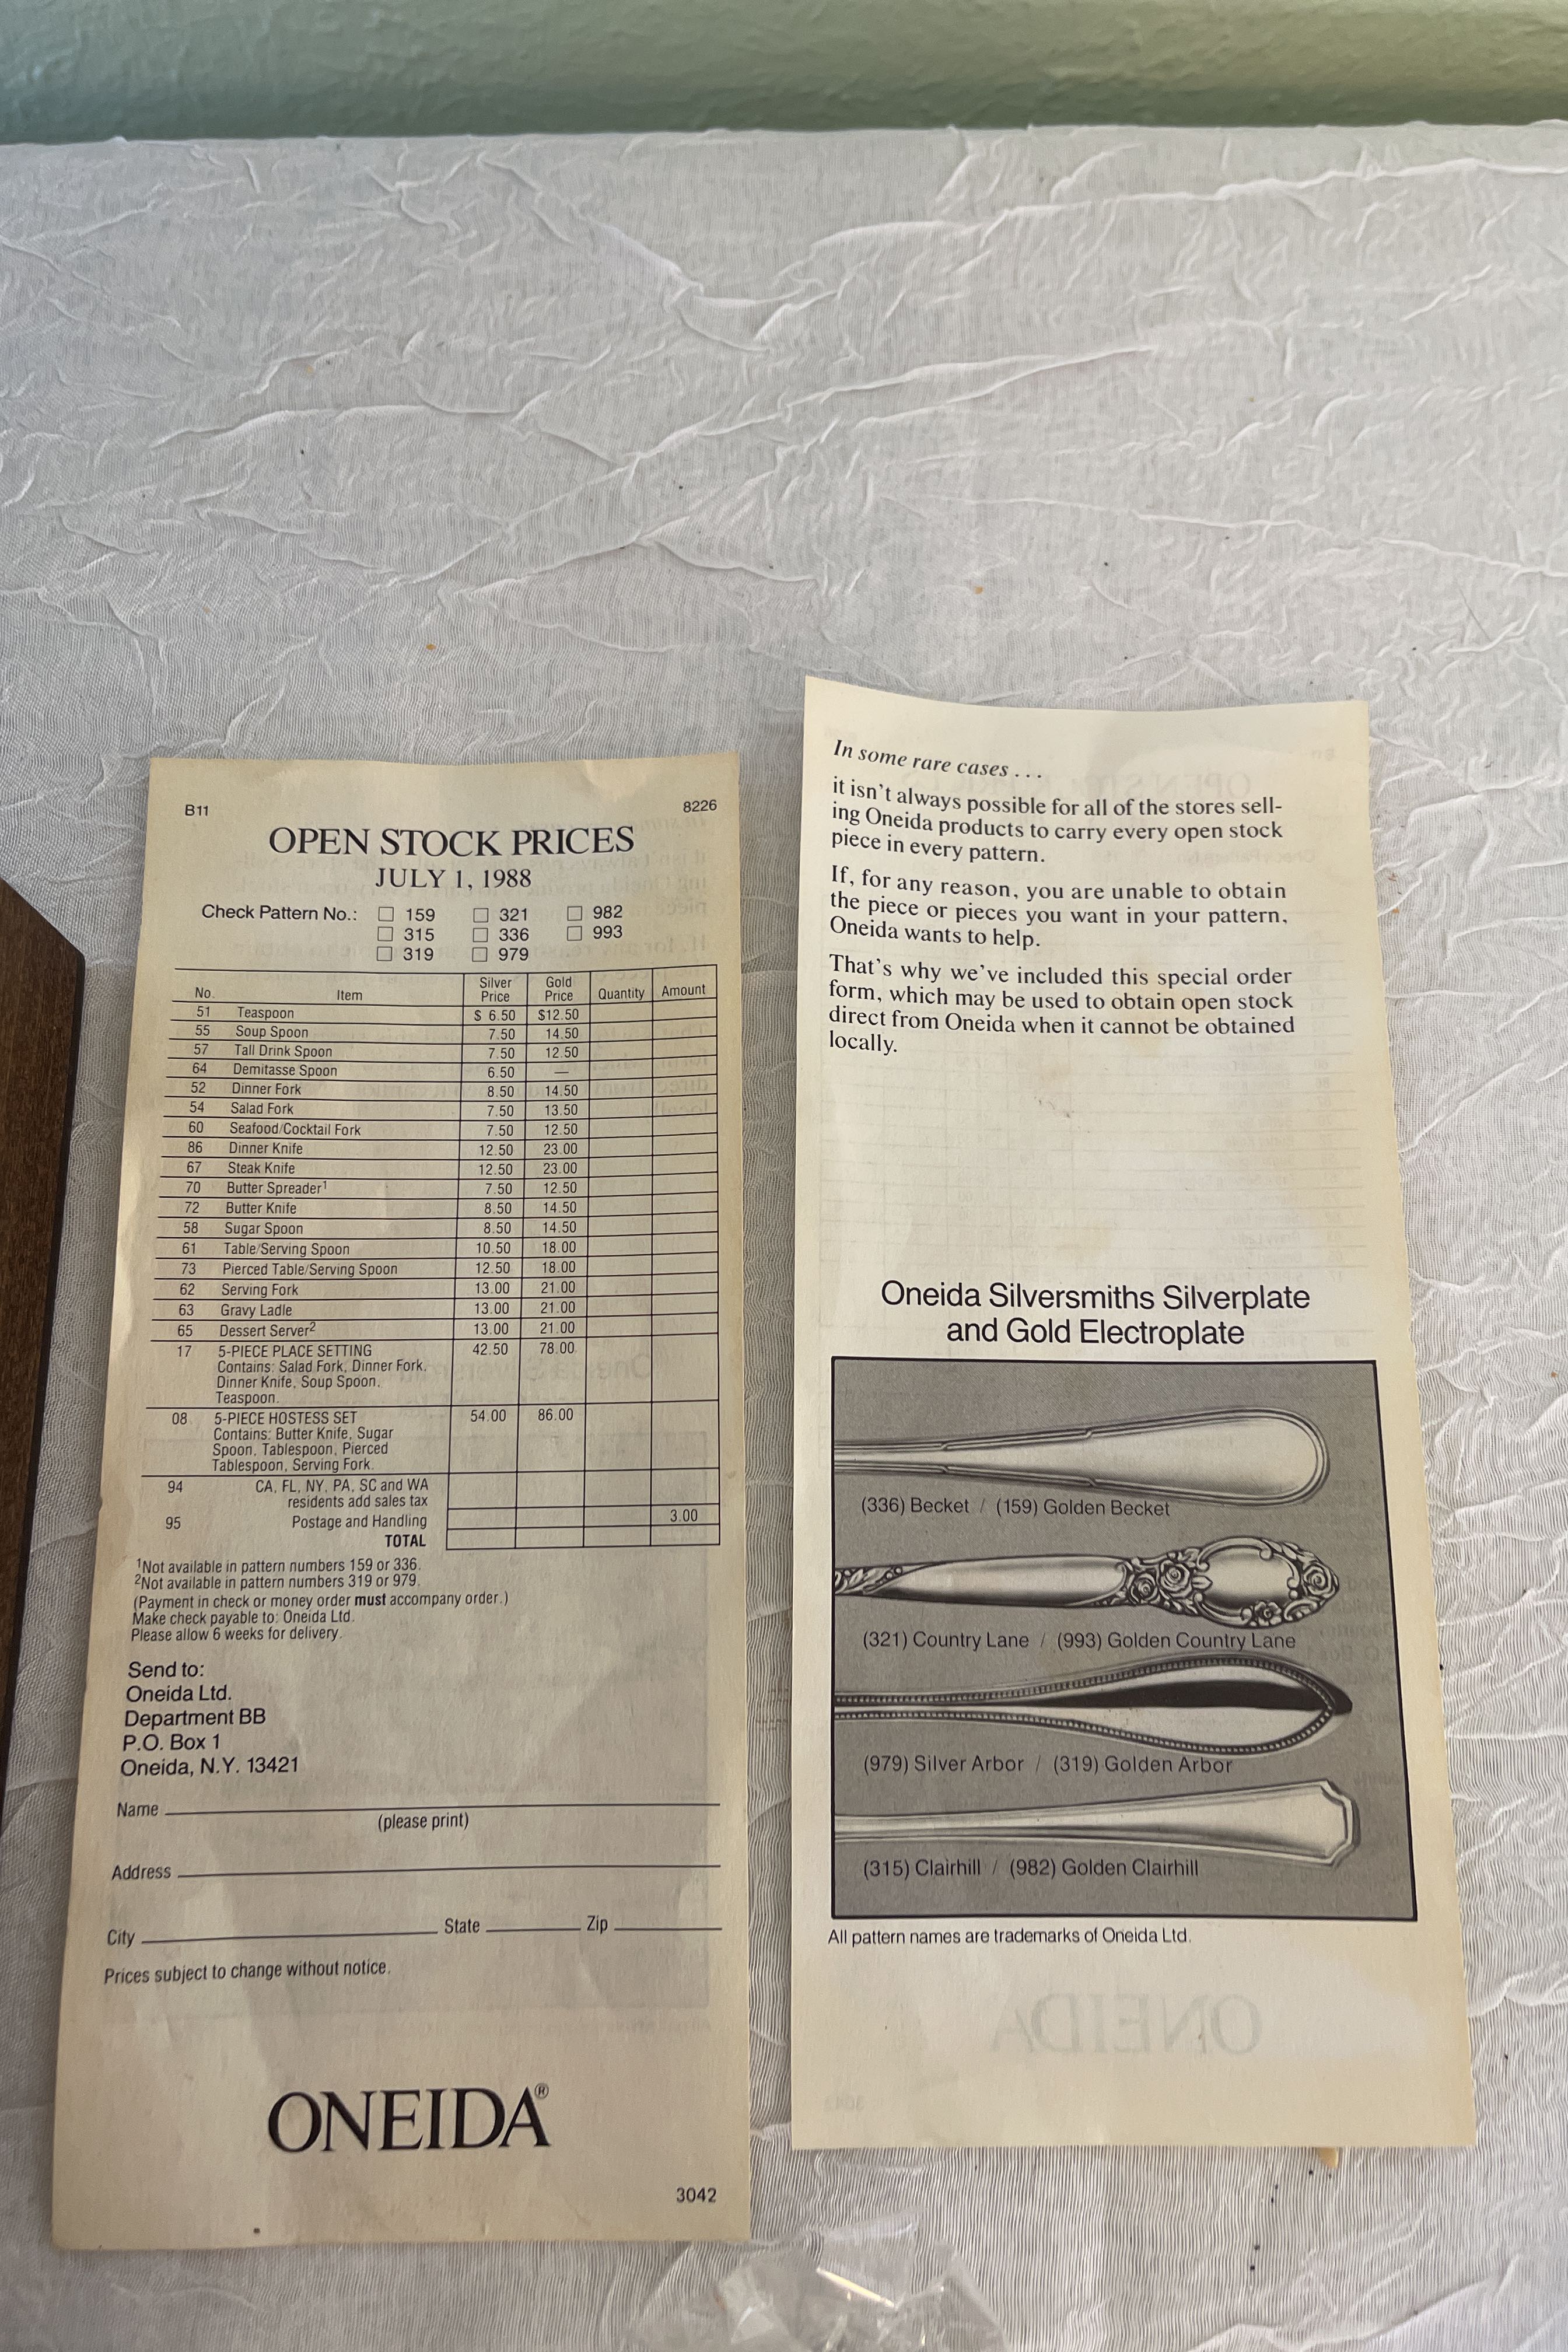 B11 8226
OPEN STOCK PRICES
JULY 1, 1988
Check Pattern No.: ☐ 159 ☐ 321 ☐ 982
☐ 315 ☐ 336 ☐ 993
☐ 319 ☐ 979
No. Item Silver Price Gold Price Quantity Amount
51 Teaspoon $ 6.50 $12.50
55 Soup Spoon 7.50 14.50
57 Tall Drink Spoon 7.50 12.50
64 Demitasse Spoon 6.50 —
52 Dinner Fork 8.50 14.50
54 Salad Fork 7.50 13.50
60 Seafood/Cocktail Fork 7.50 12.50
86 Dinner Knife 12.50 23.00
67 Steak Knife 12.50 23.00
70 Butter Spreader¹ 7.50 12.50
72 Butter Knife 8.50 14.50
58 Sugar Spoon 8.50 14.50
61 Table/Serving Spoon 10.50 18.00
73 Pierced Table/Serving Spoon 12.50 18.00
62 Serving Fork 13.00 21.00
63 Gravy Ladle 13.00 21.00
65 Dessert Server² 13.00 21.00
17 5-PIECE PLACE SETTING 42.50 78.00
Contains: Salad Fork, Dinner Fork,
Dinner Knife, Soup Spoon,
Teaspoon.
08 5-PIECE HOSTESS SET 54.00 86.00
Contains: Butter Knife, Sugar
Spoon, Tablespoon, Pierced
Tablespoon, Serving Fork.
94 CA, FL, NY, PA, SC and WA
residents add sales tax
95 Postage and Handling 3.00
TOTAL
¹Not available in pattern numbers 159 or 336.
²Not available in pattern numbers 319 or 979.
(Payment in check or money order must accompany order.)
Make check payable to: Oneida Ltd.
Please allow 6 weeks for delivery.
Send to:
Oneida Ltd.
Department BB
P.O. Box 1
Oneida, N.Y. 13421
Name
(please print)
Address
City State Zip
Prices subject to change without notice.
ONEIDA®
3042
In some rare cases . . .
it isn't always possible for all of the stores sell-
ing Oneida products to carry every open stock
piece in every pattern.
If, for any reason, you are unable to obtain
the piece or pieces you want in your pattern,
Oneida wants to help.
That's why we've included this special order
form, which may be used to obtain open stock
direct from Oneida when it cannot be obtained
locally.
Oneida Silversmiths Silverplate
and Gold Electroplate
(336) Becket / (159) Golden Becket
(321) Country Lane / (993) Golden Country Lane
(979) Silver Arbor / (319) Golden Arbor
(315) Clairhill / (982) Golden Clairhill
All pattern names are trademarks of Oneida Ltd.